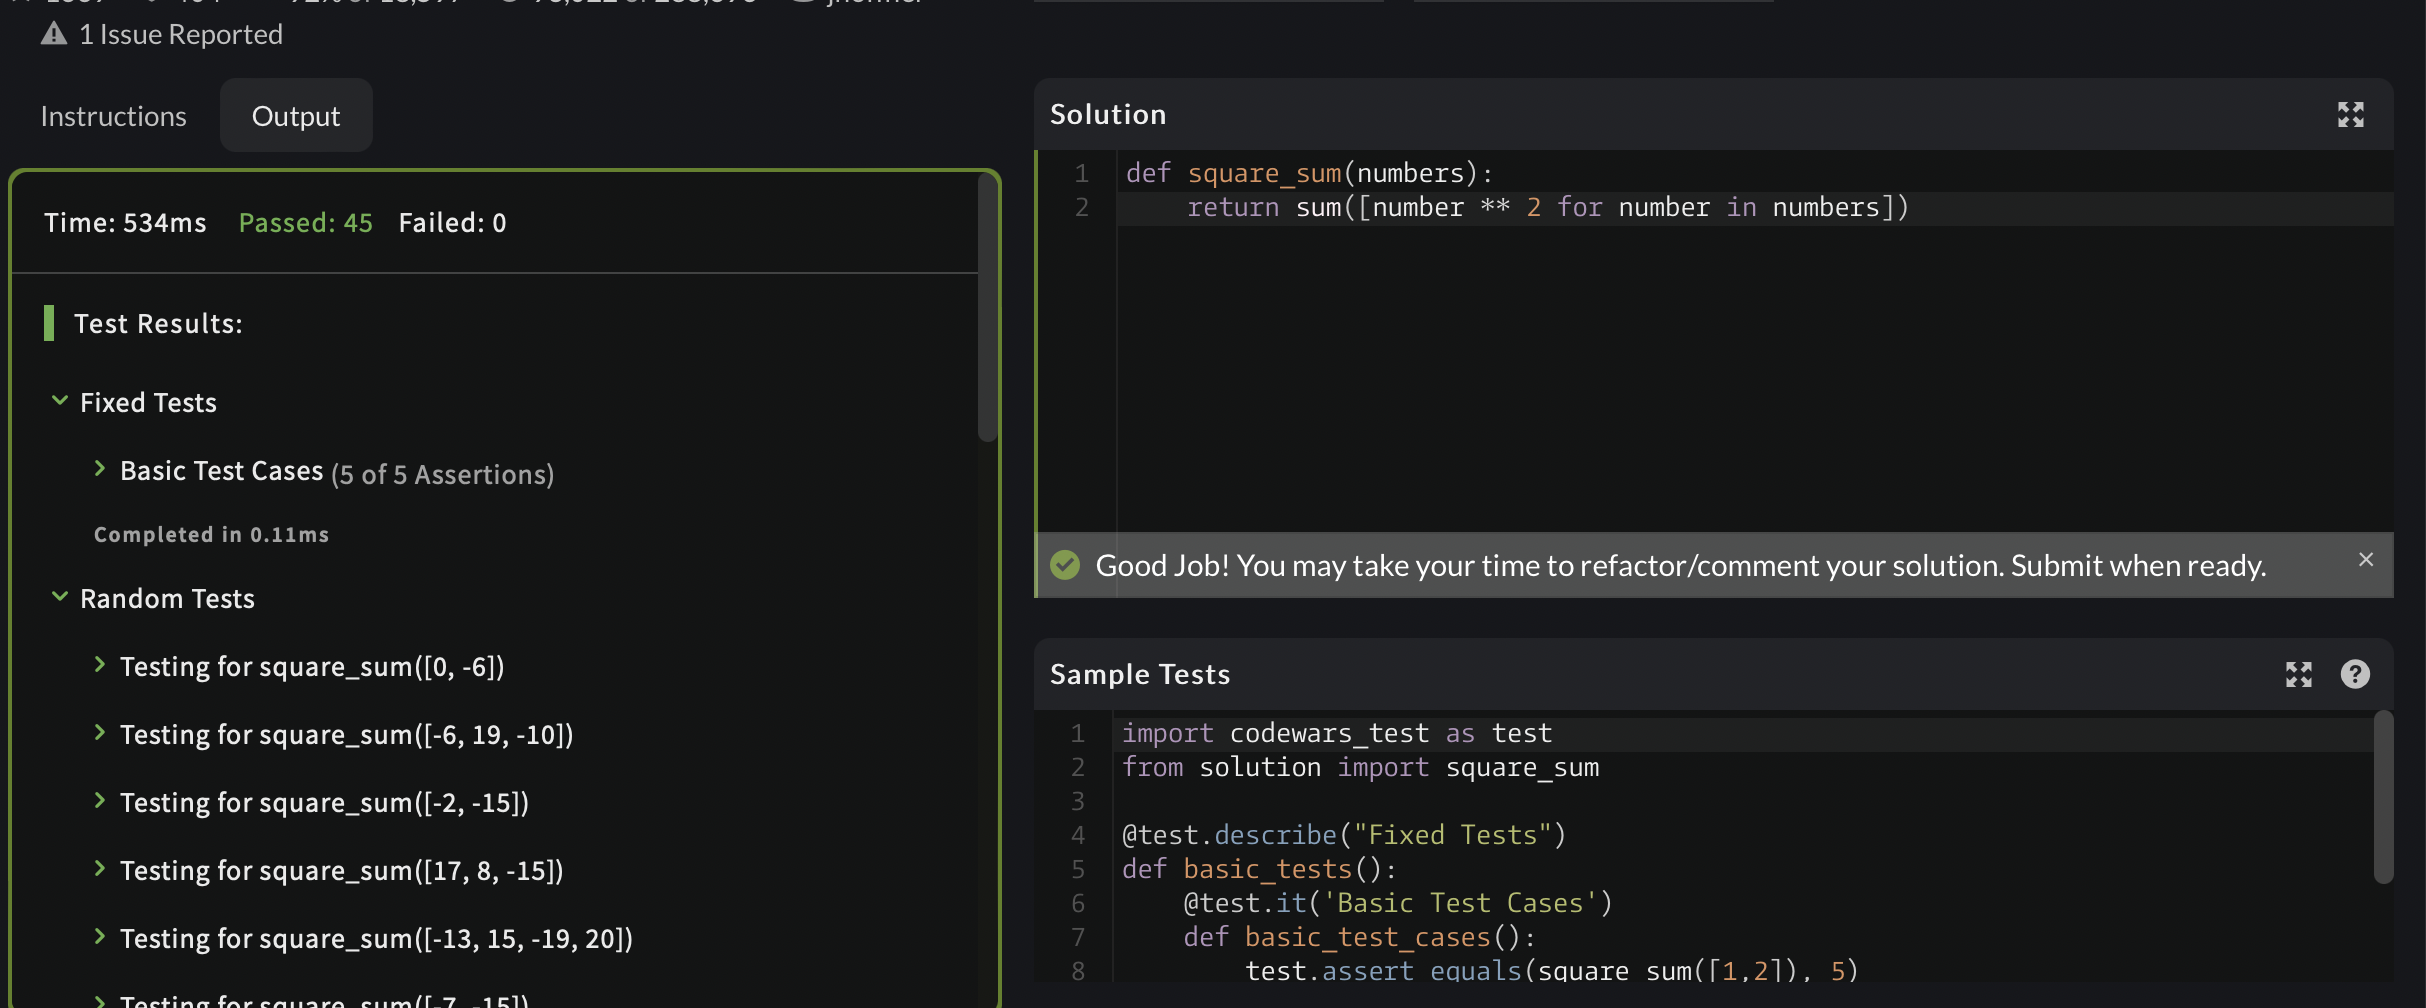 1 Issue Reported
Instructions
Output
Time: 534ms Passed: 45 Failed: 0
Test Results:
Fixed Tests
Basic Test Cases (5 of 5 Assertions)
Completed in 0.11ms
Random Tests
Testing for square_sum([0, -6])
Testing for square_sum([-6, 19, -10])
Testing for square_sum([-2, -15])
Testing for square_sum([17, 8, -15])
Testing for square_sum([-13, 15, -19, 20])
Testing for square_sum([-7, -15])
Solution
1 def square_sum(numbers):
2     return sum([number ** 2 for number in numbers])
Good Job! You may take your time to refactor/comment your solution. Submit when ready.
Sample Tests
1 import codewars_test as test
2 from solution import square_sum
3
4 @test.describe("Fixed Tests")
5 def basic_tests():
6     @test.it('Basic Test Cases')
7     def basic_test_cases():
8         test.assert_equals(square_sum([1,2]), 5)